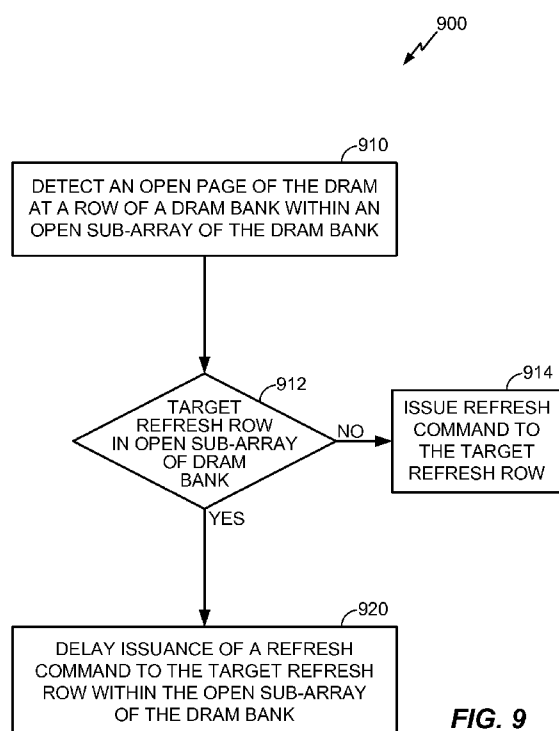 900
910
DETECT AN OPEN PAGE OF THE DRAM
AT A ROW OF A DRAM BANK WITHIN AN
OPEN SUB-ARRAY OF THE DRAM BANK
912
TARGET
REFRESH ROW
IN OPEN SUB-ARRAY
OF DRAM
BANK
NO
914
ISSUE REFRESH
COMMAND TO
THE TARGET
REFRESH ROW
YES
920
DELAY ISSUANCE OF A REFRESH
COMMAND TO THE TARGET REFRESH
ROW WITHIN THE OPEN SUB-ARRAY
OF THE DRAM BANK
FIG. 9